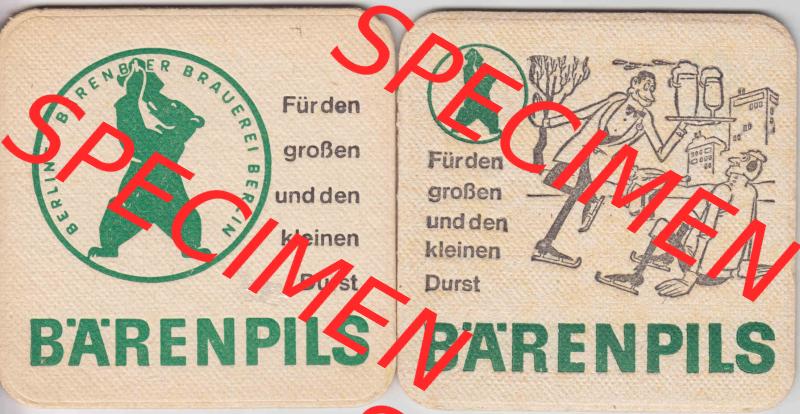 BERLINER BÄRENBIER BRAUEREI BERLIN
Für den
großen
und den
kleinen
Durst
BÄRENPILS
Für den
großen
und den
kleinen
Durst
BÄRENPILS
SPECIMEN
SPECIMEN